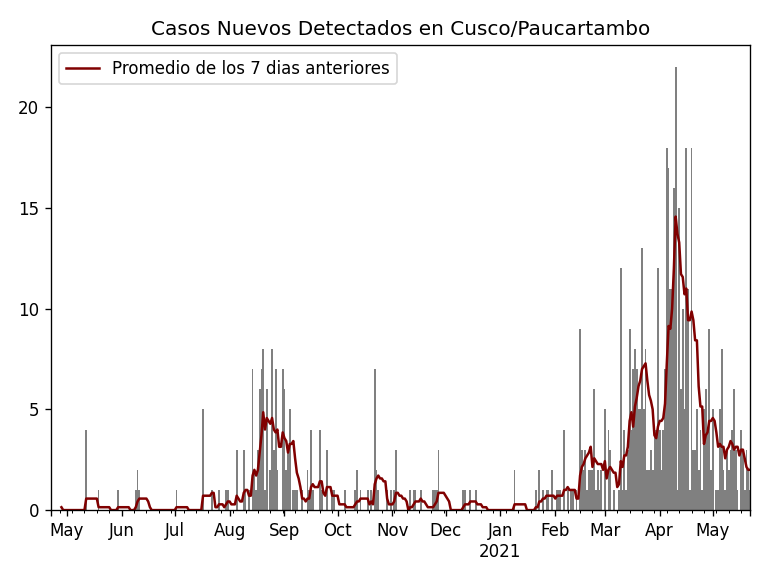 Casos Nuevos Detectados en Cusco/Paucartambo
Promedio de los 7 dias anteriores
20
15
10
5
0
May Jun Jul Aug Sep Oct Nov Dec Jan Feb Mar Apr May
2021